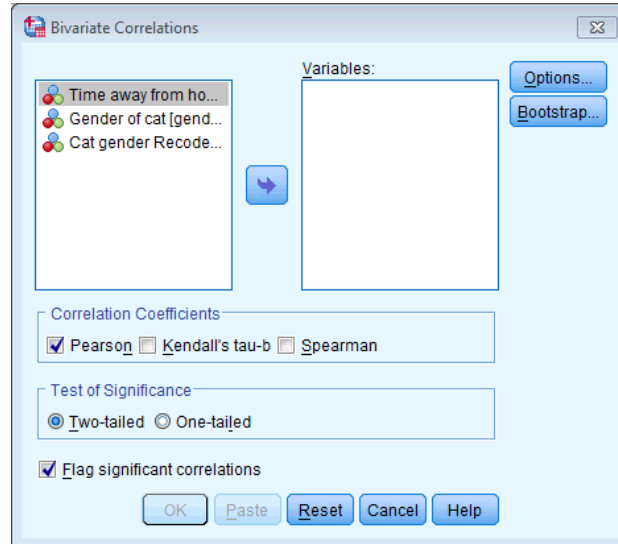 Bivariate Correlations
Variables:
Time away from ho...
Gender of cat [gend...
Cat gender Recode...
Options...
Bootstrap...
Correlation Coefficients
Pearson Kendall's tau-b Spearman
Test of Significance
Two-tailed One-tailed
Flag significant correlations
OK Paste Reset Cancel Help